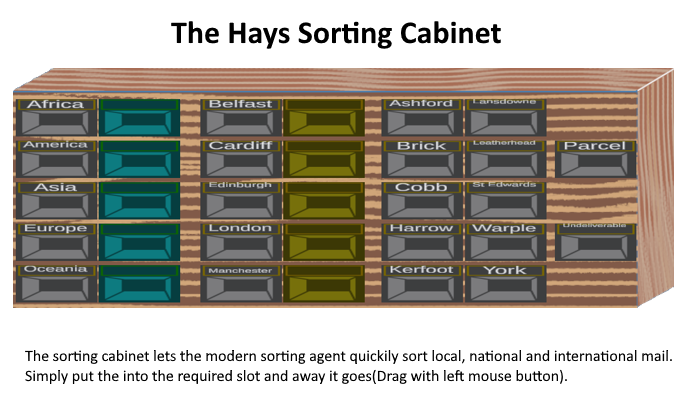 The Hays Sorting Cabinet
Africa Belfast Ashford Lansdowne
America Cardiff Brick Leatherhead Parcel
Asia Edinburgh Cobb St Edwards
Europe London Harrow Warple Undeliverable
Oceania Manchester Kerfoot York
The sorting cabinet lets the modern sorting agent quickily sort local, national and international mail.
Simply put the into the required slot and away it goes(Drag with left mouse button).